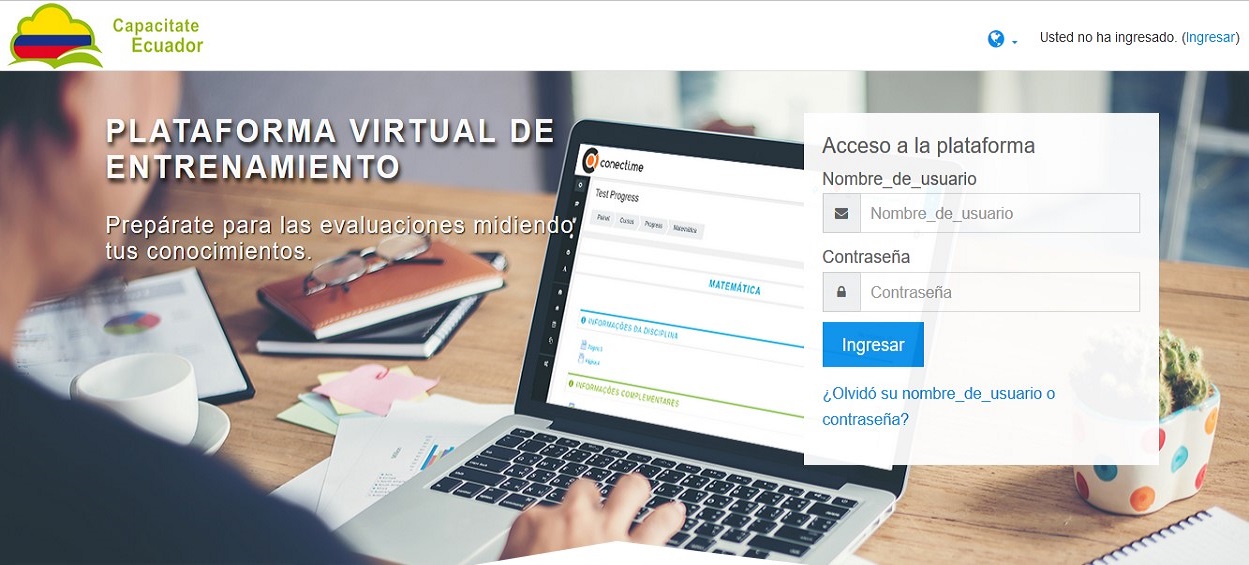 Capacitate
Ecuador
Usted no ha ingresado. (Ingresar)
PLATAFORMA VIRTUAL DE
ENTRENAMIENTO
Prepárate para las evaluaciones midiendo
tus conocimientos.
conecti.me
Test Progress
Painel Cursos Progress Matemática
MATEMÁTICA
INFORMAÇÕES DA DISCIPLINA
INFORMAÇÕES COMPLEMENTARES
Acceso a la plataforma
Nombre_de_usuario
Nombre_de_usuario
Contraseña
Contraseña
Ingresar
¿Olvidó su nombre_de_usuario o
contraseña?